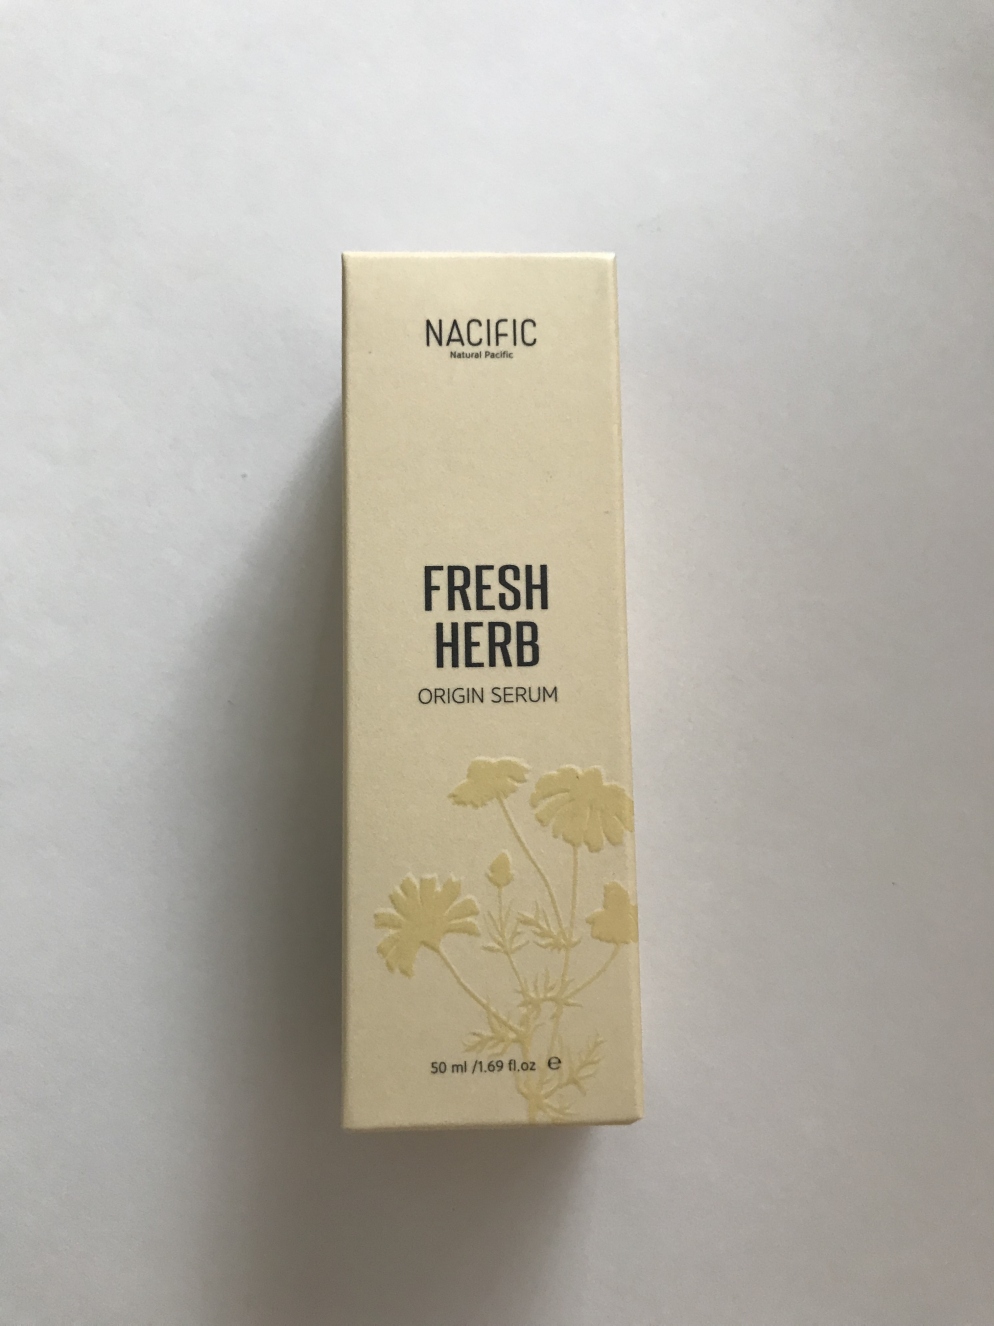 NACIFIC
Natural Pacific
FRESH
HERB
ORIGIN SERUM
50 ml /1.69 fl.oz ℮